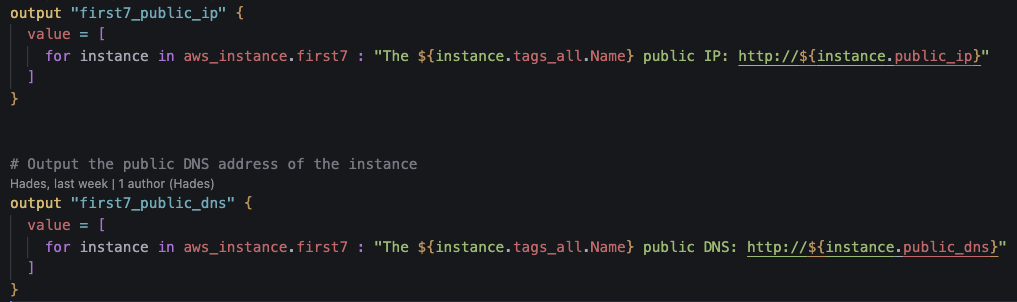 output "first7_public_ip" {
  value = [
    for instance in aws_instance.first7 : "The ${instance.tags_all.Name} public IP: http://${instance.public_ip}"
  ]
}
# Output the public DNS address of the instance
Hades, last week | 1 author (Hades)
output "first7_public_dns" {
  value = [
    for instance in aws_instance.first7 : "The ${instance.tags_all.Name} public DNS: http://${instance.public_dns}"
  ]
}